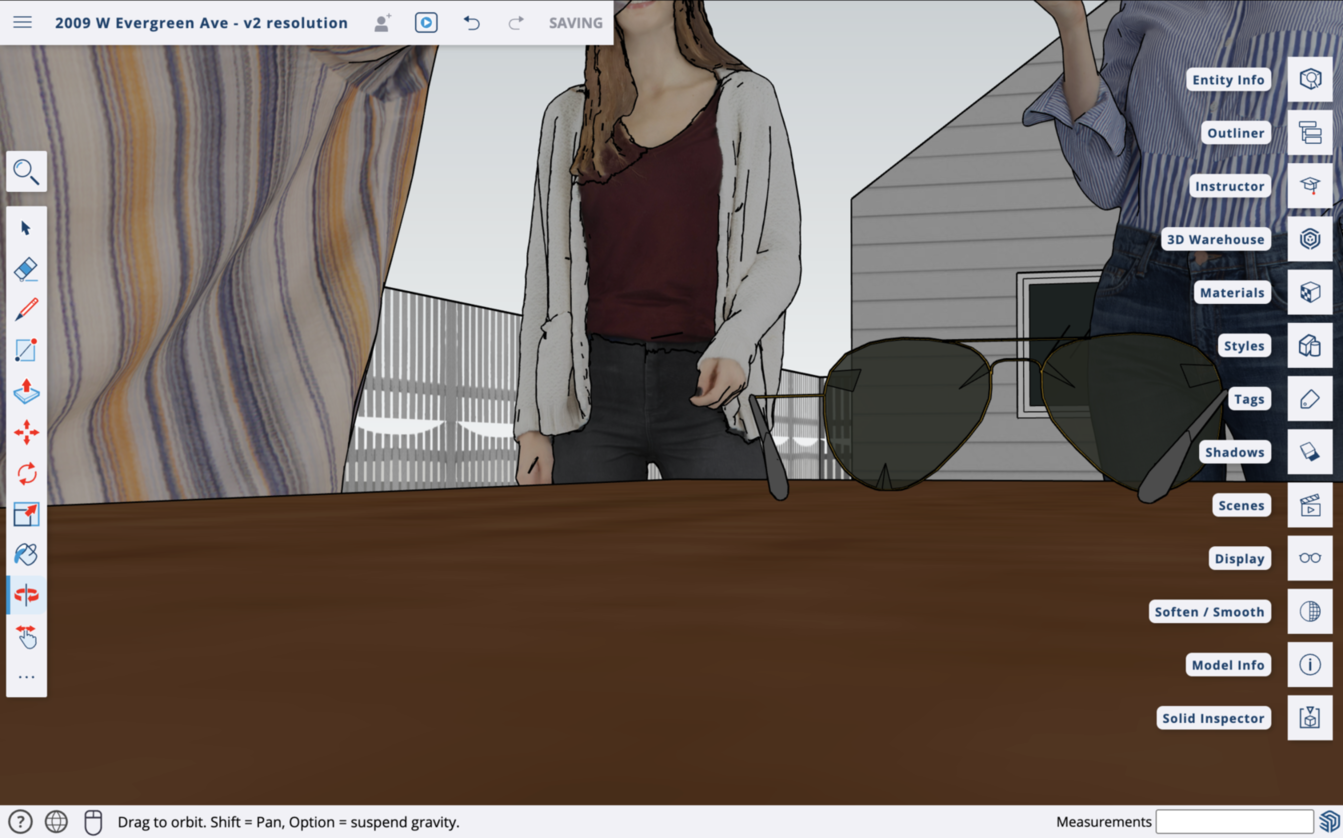 2009 W Evergreen Ave - v2 resolution
SAVING
Entity Info
Outliner
Instructor
3D Warehouse
Materials
Styles
Tags
Shadows
Scenes
Display
Soften / Smooth
Model Info
Solid Inspector
Drag to orbit. Shift = Pan, Option = suspend gravity.
Measurements